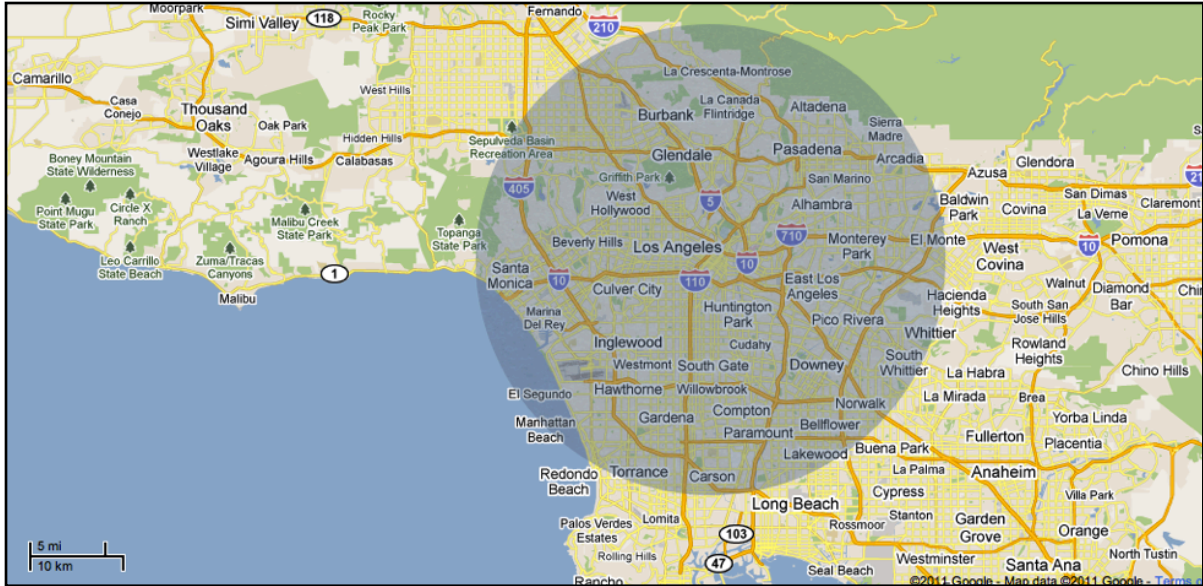 Moorpark
118
Simi Valley
Rocky
Peak Park
Fernando
210
Camarillo
Casa
Conejo
Thousand
Oaks
Oak Park
West Hills
Hidden Hills
Calabasas
Westlake
Village
Agoura Hills
Sepulveda Basin
Recreation Area
La Crescenta-Montrose
La Canada
Flintridge
Altadena
Burbank
Sierra
Madre
Glendale
Pasadena
Arcadia
Glendora
Azusa
Boney Mountain
State Wilderness
Circle X
Ranch
Point Mugu
State Park
Malibu Creek
State Park
Topanga
State Park
405
Griffith Park
5
San Marino
West
Hollywood
Alhambra
Baldwin
Park
Covina
San Dimas
La Verne
Claremont
21
Leo Carrillo
State Beach
Zuma/Tracas
Canyons
1
Malibu
Beverly Hills
Los Angeles
710
Monterey
Park
El Monte
West
Covina
10
Pomona
Santa
Monica
10
Culver City
110
10
East Los
Angeles
Walnut
Diamond
Bar
Chin
Hacienda
Heights
South San
Jose Hills
Marina
Del Rey
Huntington
Park
Pico Rivera
Whittier
Rowland
Heights
Inglewood
Cudahy
Westmont
South Gate
Downey
South
Whittier
La Habra
Chino Hills
El Segundo
Hawthorne
Willowbrook
Norwalk
La Mirada
Brea
Manhattan
Beach
Gardena
Compton
Bellflower
Yorba Linda
Paramount
Fullerton
Placentia
Lakewood
Buena Park
Redondo
Beach
Torrance
Carson
La Palma
Anaheim
Long Beach
Cypress
Villa Park
Palos Verdes
Estates
Lomita
103
Rossmoor
Stanton
Garden
Grove
Orange
Rolling Hills
47
Seal Beach
Westminster
Santa Ana
North Tustin
Rancho
5 mi
10 km
©2011 Google - Map data ©2011 Google - Terms